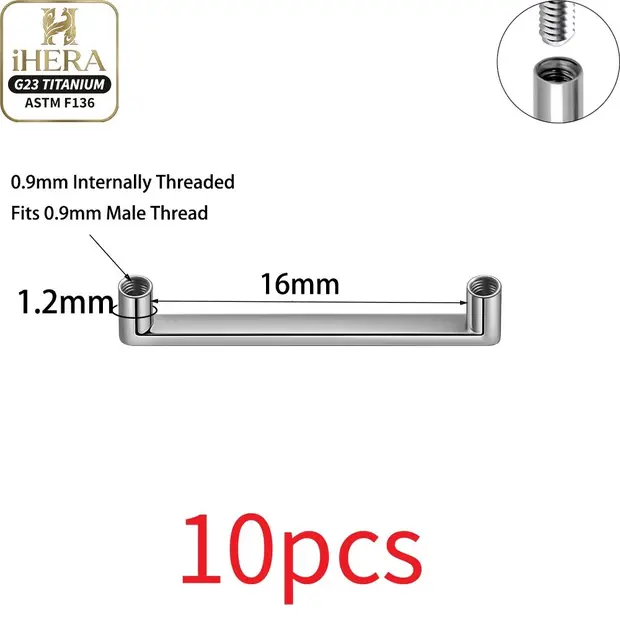 iHERA
G23 TITANIUM
ASTM F136
0.9mm Internally Threaded
Fits 0.9mm Male Thread
16mm
1.2mm
10pcs